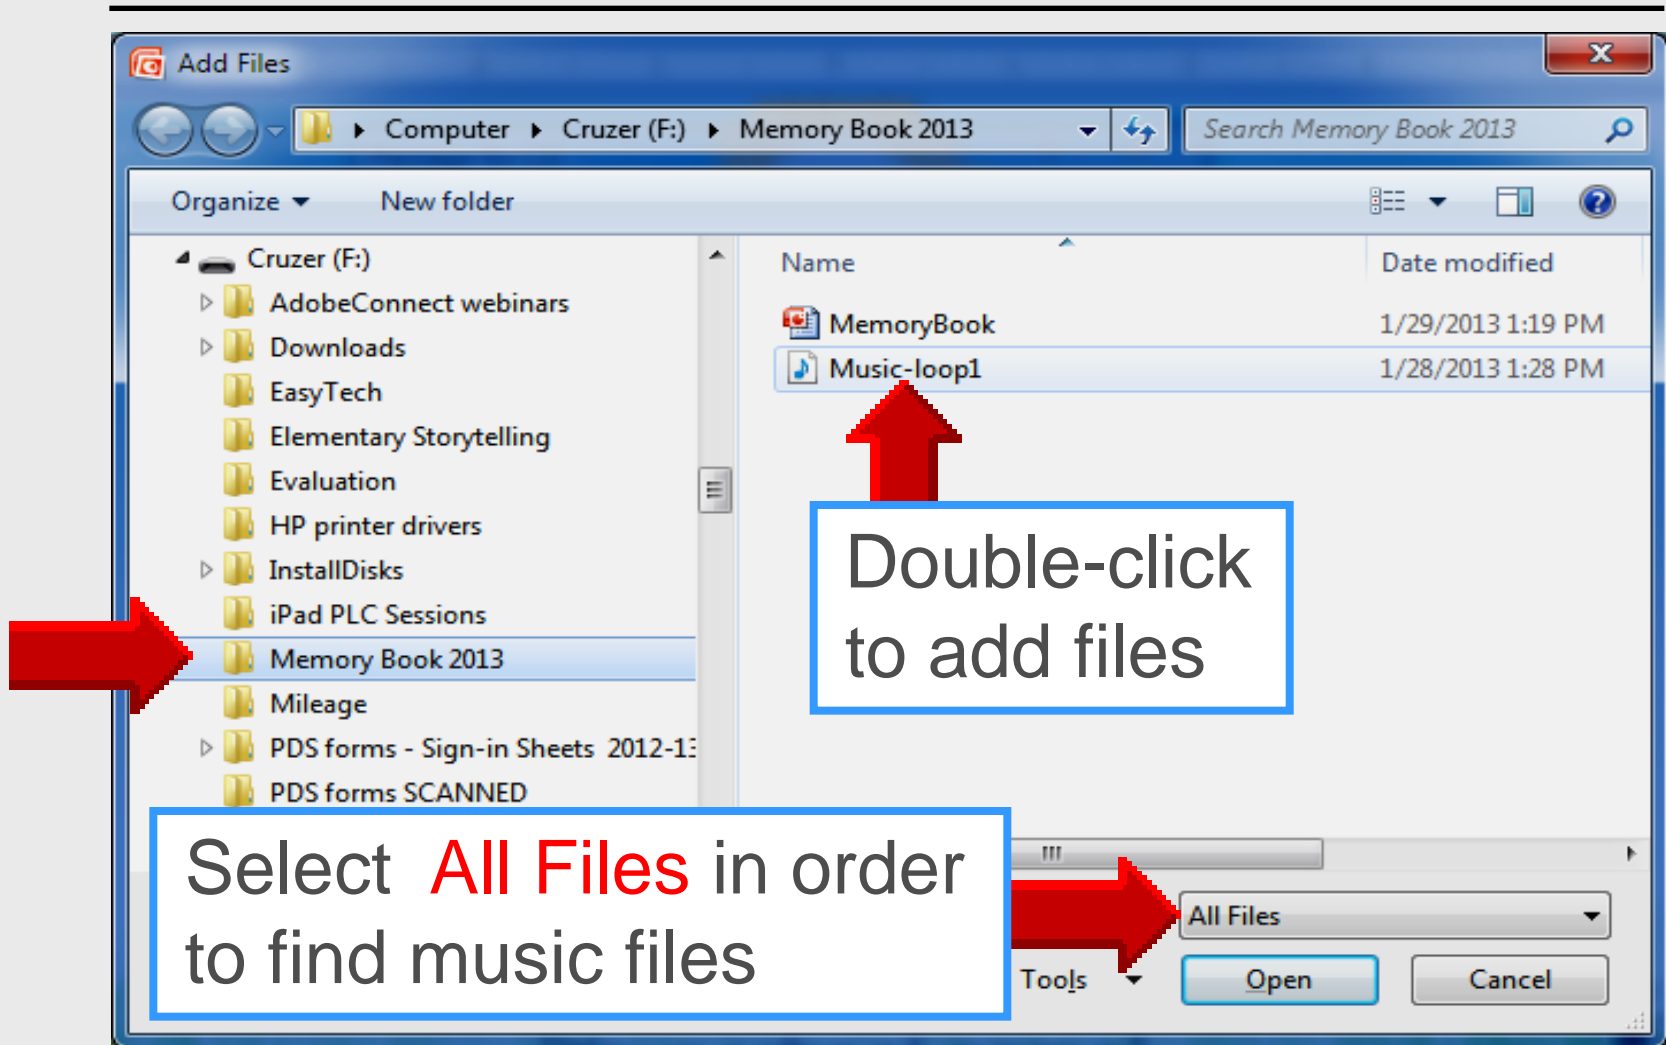 Add Files
x
Computer Cruzer (F:) Memory Book 2013
Search Memory Book 2013
Organize New folder
?
Cruzer (F:)
AdobeConnect webinars
Downloads
EasyTech
Elementary Storytelling
Evaluation
HP printer drivers
InstallDisks
iPad PLC Sessions
Memory Book 2013
Mileage
PDS forms - Sign-in Sheets 2012-13
PDS forms SCANNED
Name Date modified
MemoryBook 1/29/2013 1:19 PM
Music-loop1 1/28/2013 1:28 PM
Double-click
to add files
Select All Files in order
to find music files
All Files
Tools Open Cancel